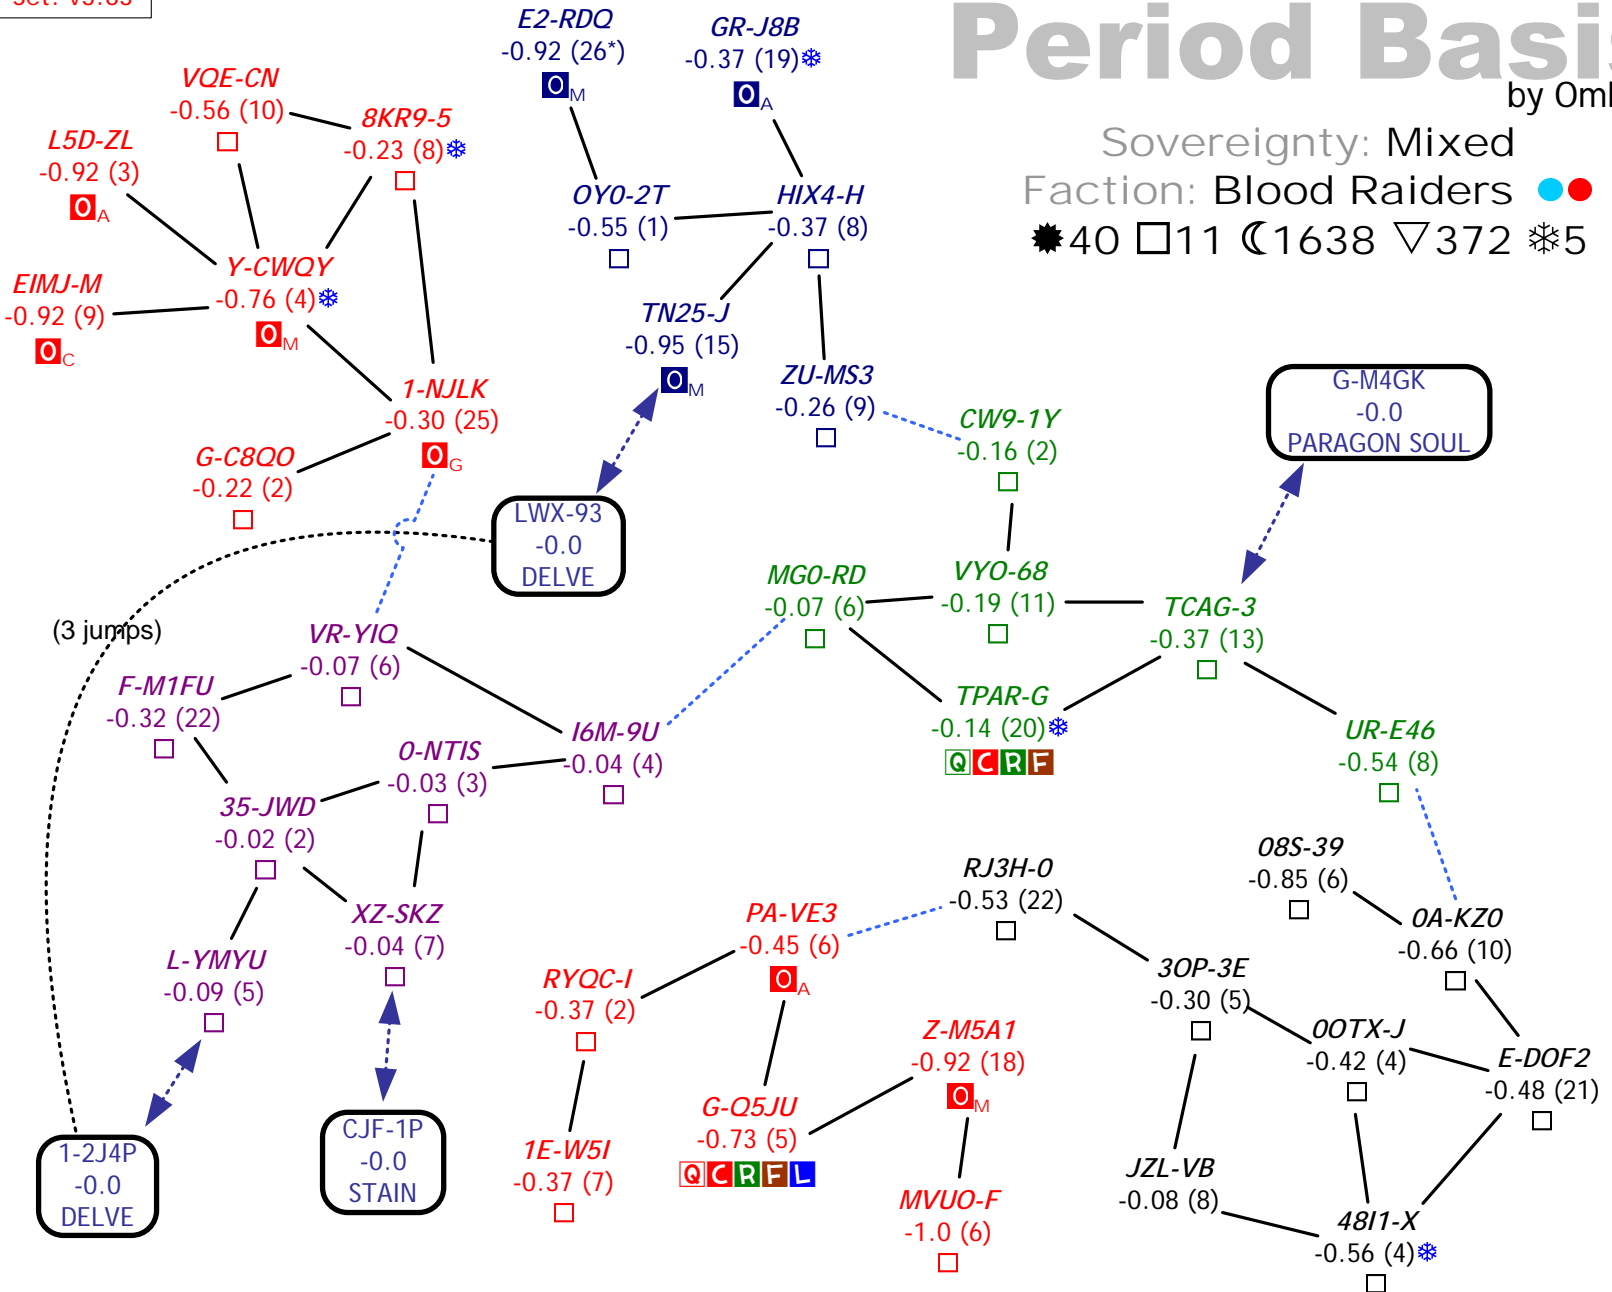 Period Basis
by Oml
Sovereignty: Mixed
Faction: Blood Raiders
40 11 1638 372 5
E2-RDQ
-0.92 (26*)
O M
GR-J8B
-0.37 (19)
O A
VQE-CN
-0.56 (10)
8KR9-5
-0.23 (8)
L5D-ZL
-0.92 (3)
O A
OY0-2T
-0.55 (1)
HIX4-H
-0.37 (8)
Y-CWQY
-0.76 (4)
O M
EIMJ-M
-0.92 (9)
O C
TN25-J
-0.95 (15)
O M
1-NJLK
-0.30 (25)
O G
ZU-MS3
-0.26 (9)
G-C8QO
-0.22 (2)
CW9-1Y
-0.16 (2)
G-M4GK
-0.0
PARAGON SOUL
LWX-93
-0.0
DELVE
MG0-RD
-0.07 (6)
VYO-68
-0.19 (11)
TCAG-3
-0.37 (13)
(3 jumps)
VR-YIQ
-0.07 (6)
F-M1FU
-0.32 (22)
TPAR-G
-0.14 (20)
Q C R F
I6M-9U
-0.04 (4)
0-NTIS
-0.03 (3)
UR-E46
-0.54 (8)
35-JWD
-0.02 (2)
08S-39
-0.85 (6)
RJ3H-0
-0.53 (22)
XZ-SKZ
-0.04 (7)
PA-VE3
-0.45 (6)
O A
0A-KZ0
-0.66 (10)
L-YMYU
-0.09 (5)
RYQC-I
-0.37 (2)
3OP-3E
-0.30 (5)
Z-M5A1
-0.92 (18)
O M
0OTX-J
-0.42 (4)
E-DOF2
-0.48 (21)
G-Q5JU
-0.73 (5)
Q C R F L
1-2J4P
-0.0
DELVE
CJF-1P
-0.0
STAIN
1E-W5I
-0.37 (7)
JZL-VB
-0.08 (8)
MVUO-F
-1.0 (6)
48I1-X
-0.56 (4)